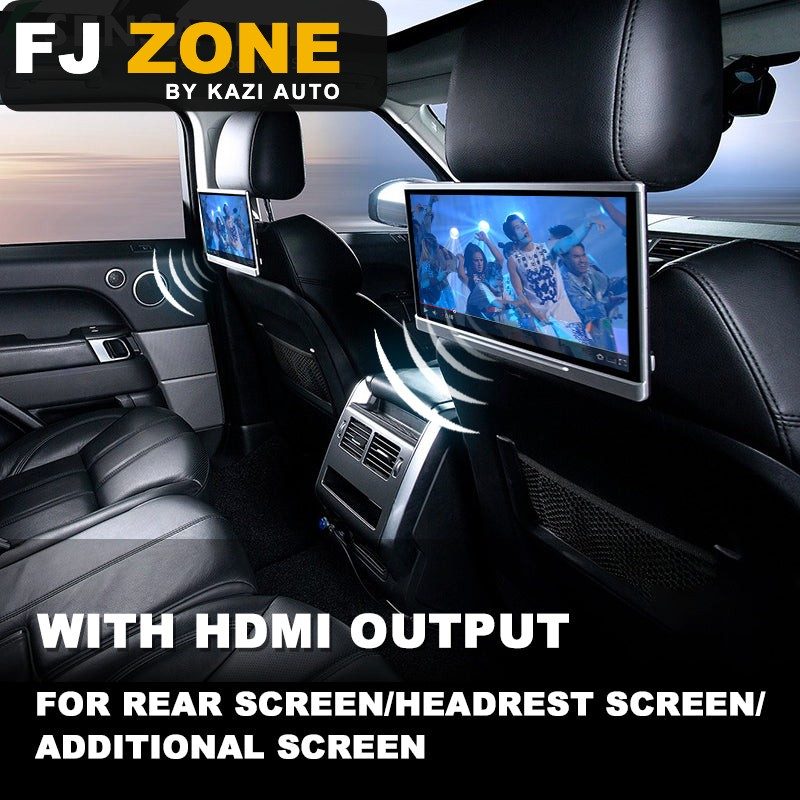 FJ ZONE
BY KAZI AUTO
WITH HDMI OUTPUT
FOR REAR SCREEN/HEADREST SCREEN/
ADDITIONAL SCREEN